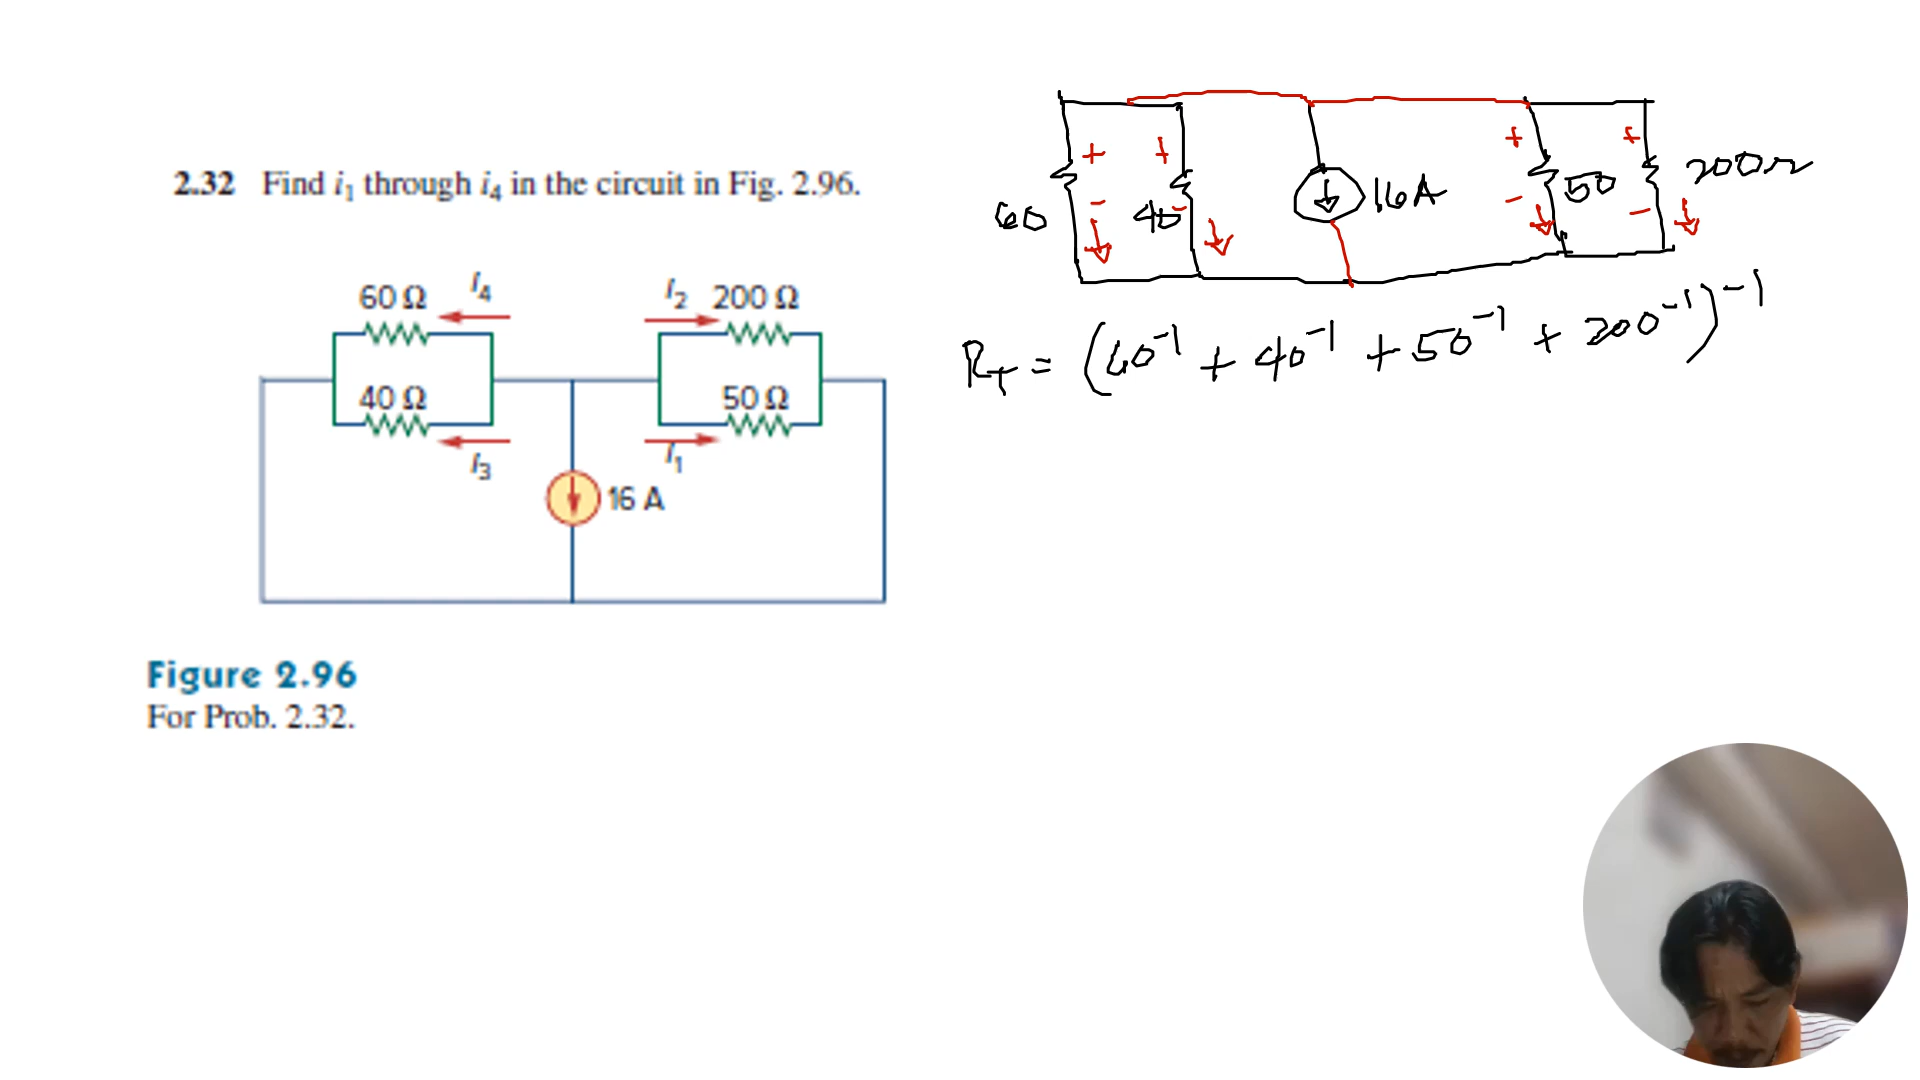 2.32 Find i₁ through i₄ in the circuit in Fig. 2.96.
60 Ω I₄
I₂ 200 Ω
40 Ω
50 Ω
I₃
I₁
16 A
Figure 2.96
For Prob. 2.32.
+ + + +
- - - -
60 40 16A 50 200Ω
R_T = (60⁻¹ + 40⁻¹ + 50⁻¹ + 200⁻¹)⁻¹